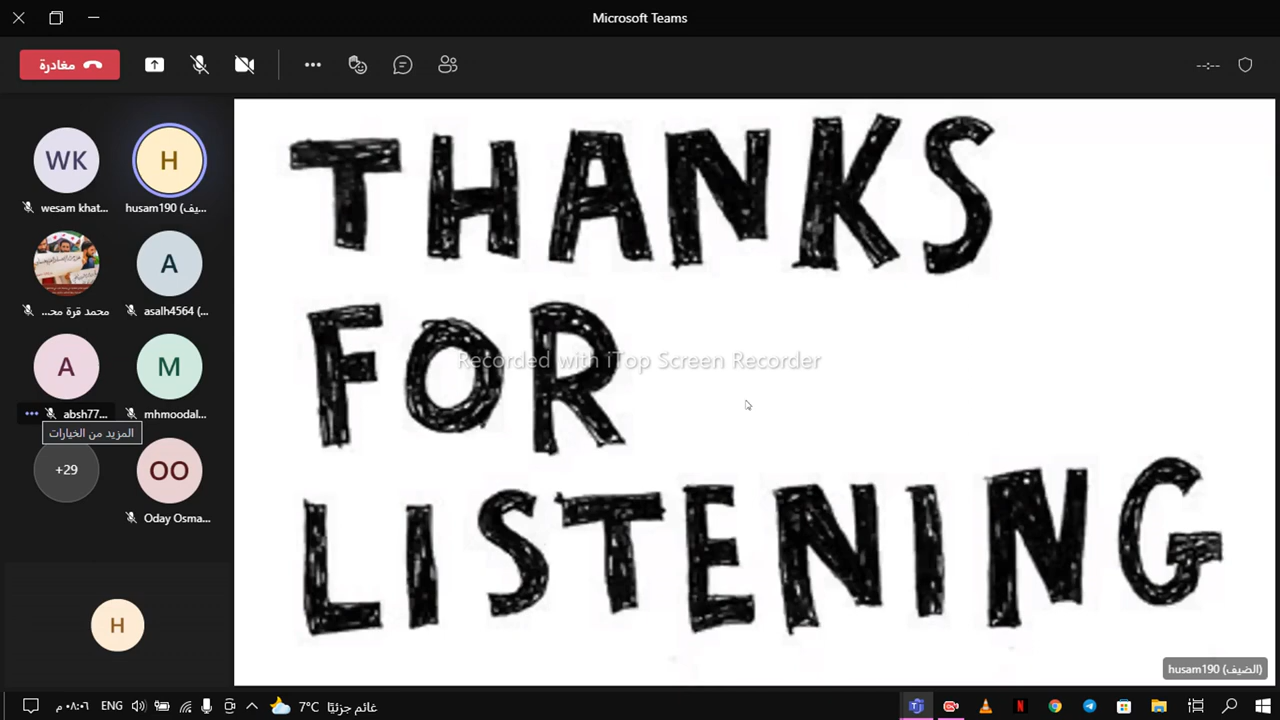 Microsoft Teams
مغادرة
--:--
WK
H
wesam khat...
husam190 (يف...
A
محمد قرة مح...
asalh4564 (...
A
M
absh77...
mhmoodal...
المزيد من الخيارات
+29
OO
Oday Osma...
H
THANKS
FOR
LISTENING
Recorded with iTop Screen Recorder
husam190 (الضيف)
٠٨:٠٦ م
ENG
7°C غائم جزئيًا
N